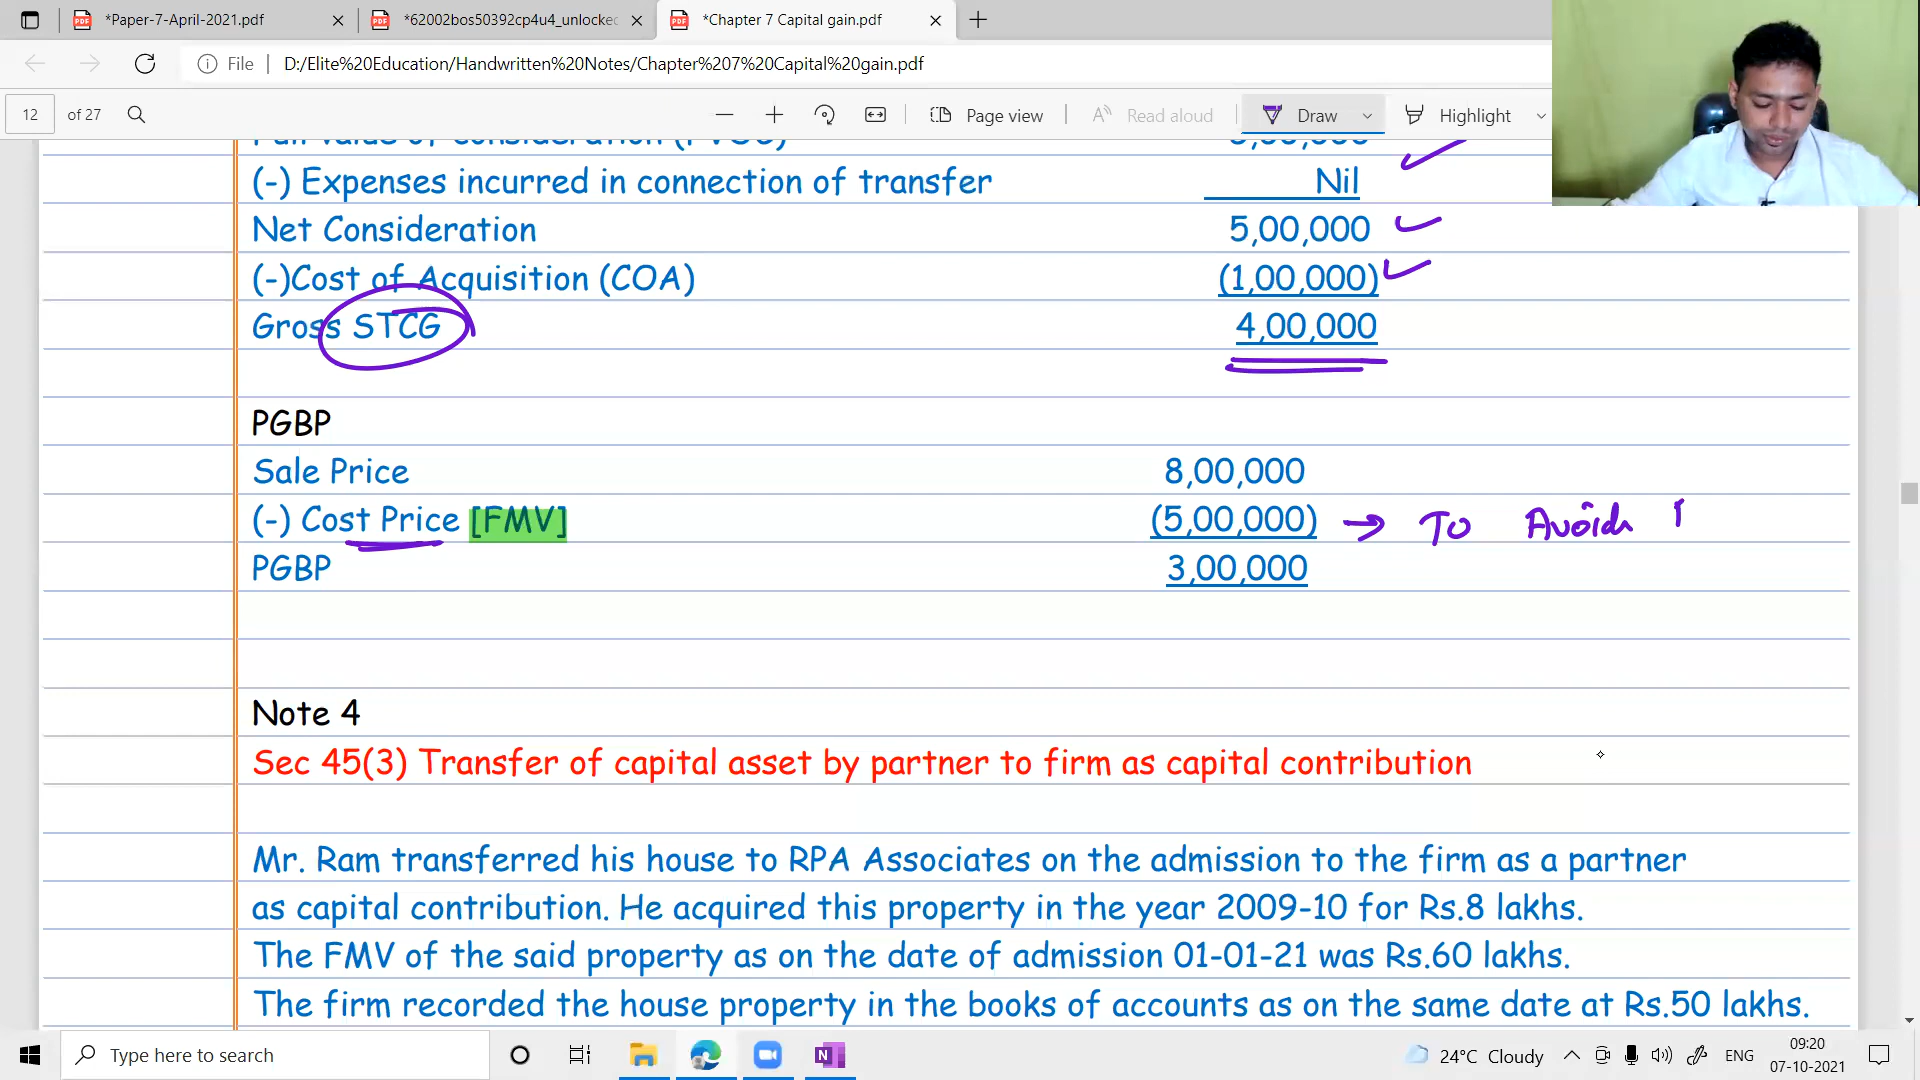 *Paper-7-April-2021.pdf
*62002bos50392cp4u4_unlocked
*Chapter 7 Capital gain.pdf
File D:/Elite%20Education/Handwritten%20Notes/Chapter%207%20Capital%20gain.pdf
12 of 27
Page view
Read aloud
Draw
Highlight
(-) Expenses incurred in connection of transfer Nil
Net Consideration 5,00,000
(-)Cost of Acquisition (COA) (1,00,000)
Gross STCG 4,00,000
PGBP
Sale Price 8,00,000
(-) Cost Price [FMV] (5,00,000) → To Avoid
PGBP 3,00,000
Note 4
Sec 45(3) Transfer of capital asset by partner to firm as capital contribution
Mr. Ram transferred his house to RPA Associates on the admission to the firm as a partner
as capital contribution. He acquired this property in the year 2009-10 for Rs.8 lakhs.
The FMV of the said property as on the date of admission 01-01-21 was Rs.60 lakhs.
The firm recorded the house property in the books of accounts as on the same date at Rs.50 lakhs.
Type here to search
24°C Cloudy
ENG
09:20
07-10-2021